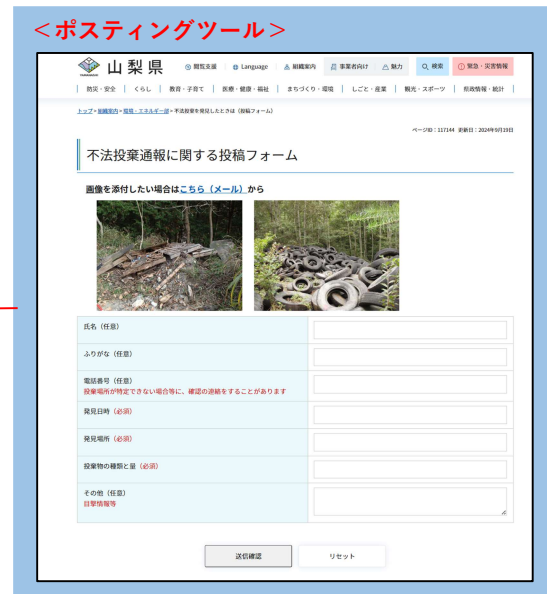 ＜ポスティングツール＞
山梨県 閲覧支援 Language 組織案内 事業者向け 魅力 検索 緊急・災害情報
防災・安全 くらし 教育・子育て 医療・健康・福祉 まちづくり・環境 しごと・産業 観光・スポーツ 県政情報・統計
トップ > 組織案内 > 環境・エネルギー部 > 不法投棄を発見したときは（投稿フォーム）
ページID：117144 更新日：2024年9月19日
不法投棄通報に関する投稿フォーム
画像を添付したい場合はこちら（メール）から
氏名（任意）
ふりがな（任意）
電話番号（任意）
投棄場所が特定できない場合等に、確認の連絡をすることがあります
発見日時（必須）
発見場所（必須）
投棄物の種類と量（必須）
その他（任意）
目撃情報等
送信確認 リセット